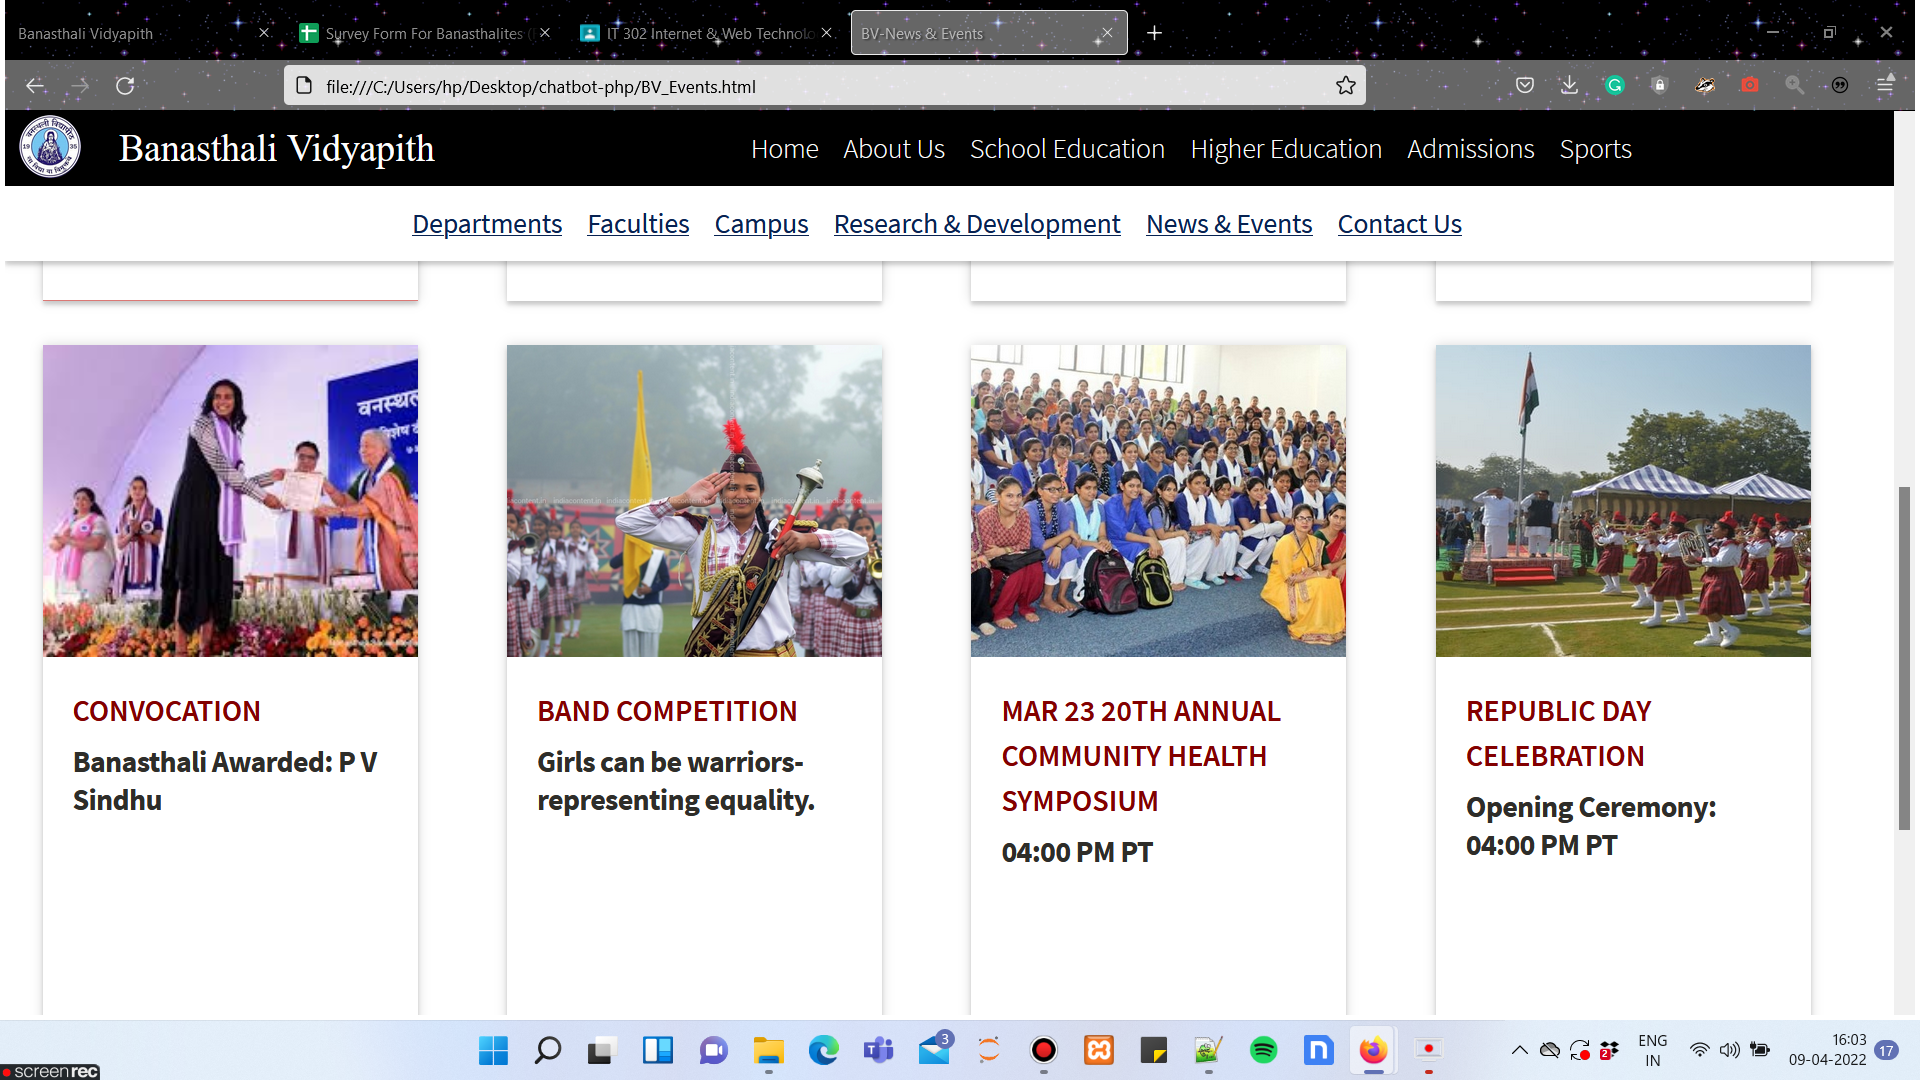 Banasthali Vidyapith
Survey Form For Banasthalites (
IT 302 Internet & Web Technolo
BV-News & Events
file:///C:/Users/hp/Desktop/chatbot-php/BV_Events.html
Banasthali Vidyapith
Home About Us School Education Higher Education Admissions Sports
Departments Faculties Campus Research & Development News & Events Contact Us
CONVOCATION
Banasthali Awarded: P V
Sindhu
BAND COMPETITION
Girls can be warriors-
representing equality.
MAR 23 20TH ANNUAL
COMMUNITY HEALTH
SYMPOSIUM
04:00 PM PT
REPUBLIC DAY
CELEBRATION
Opening Ceremony:
04:00 PM PT
3
2
ENG
IN
16:03
09-04-2022
17
screenrec